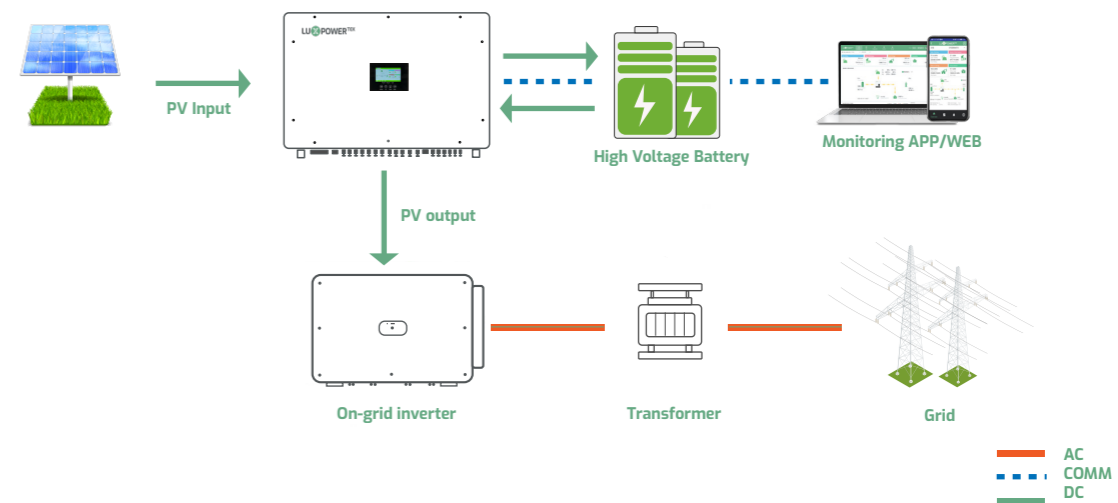 LUXPOWERTEK
PV Input
High Voltage Battery
Monitoring APP/WEB
PV output
On-grid inverter
Transformer
Grid
AC
COMM
DC